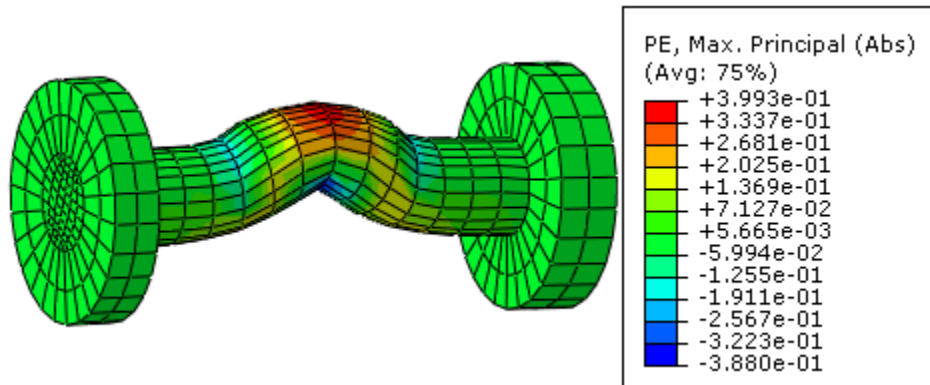 PE, Max. Principal (Abs)
(Avg: 75%)
+3.993e-01
+3.337e-01
+2.681e-01
+2.025e-01
+1.369e-01
+7.127e-02
+5.665e-03
-5.994e-02
-1.255e-01
-1.911e-01
-2.567e-01
-3.223e-01
-3.880e-01